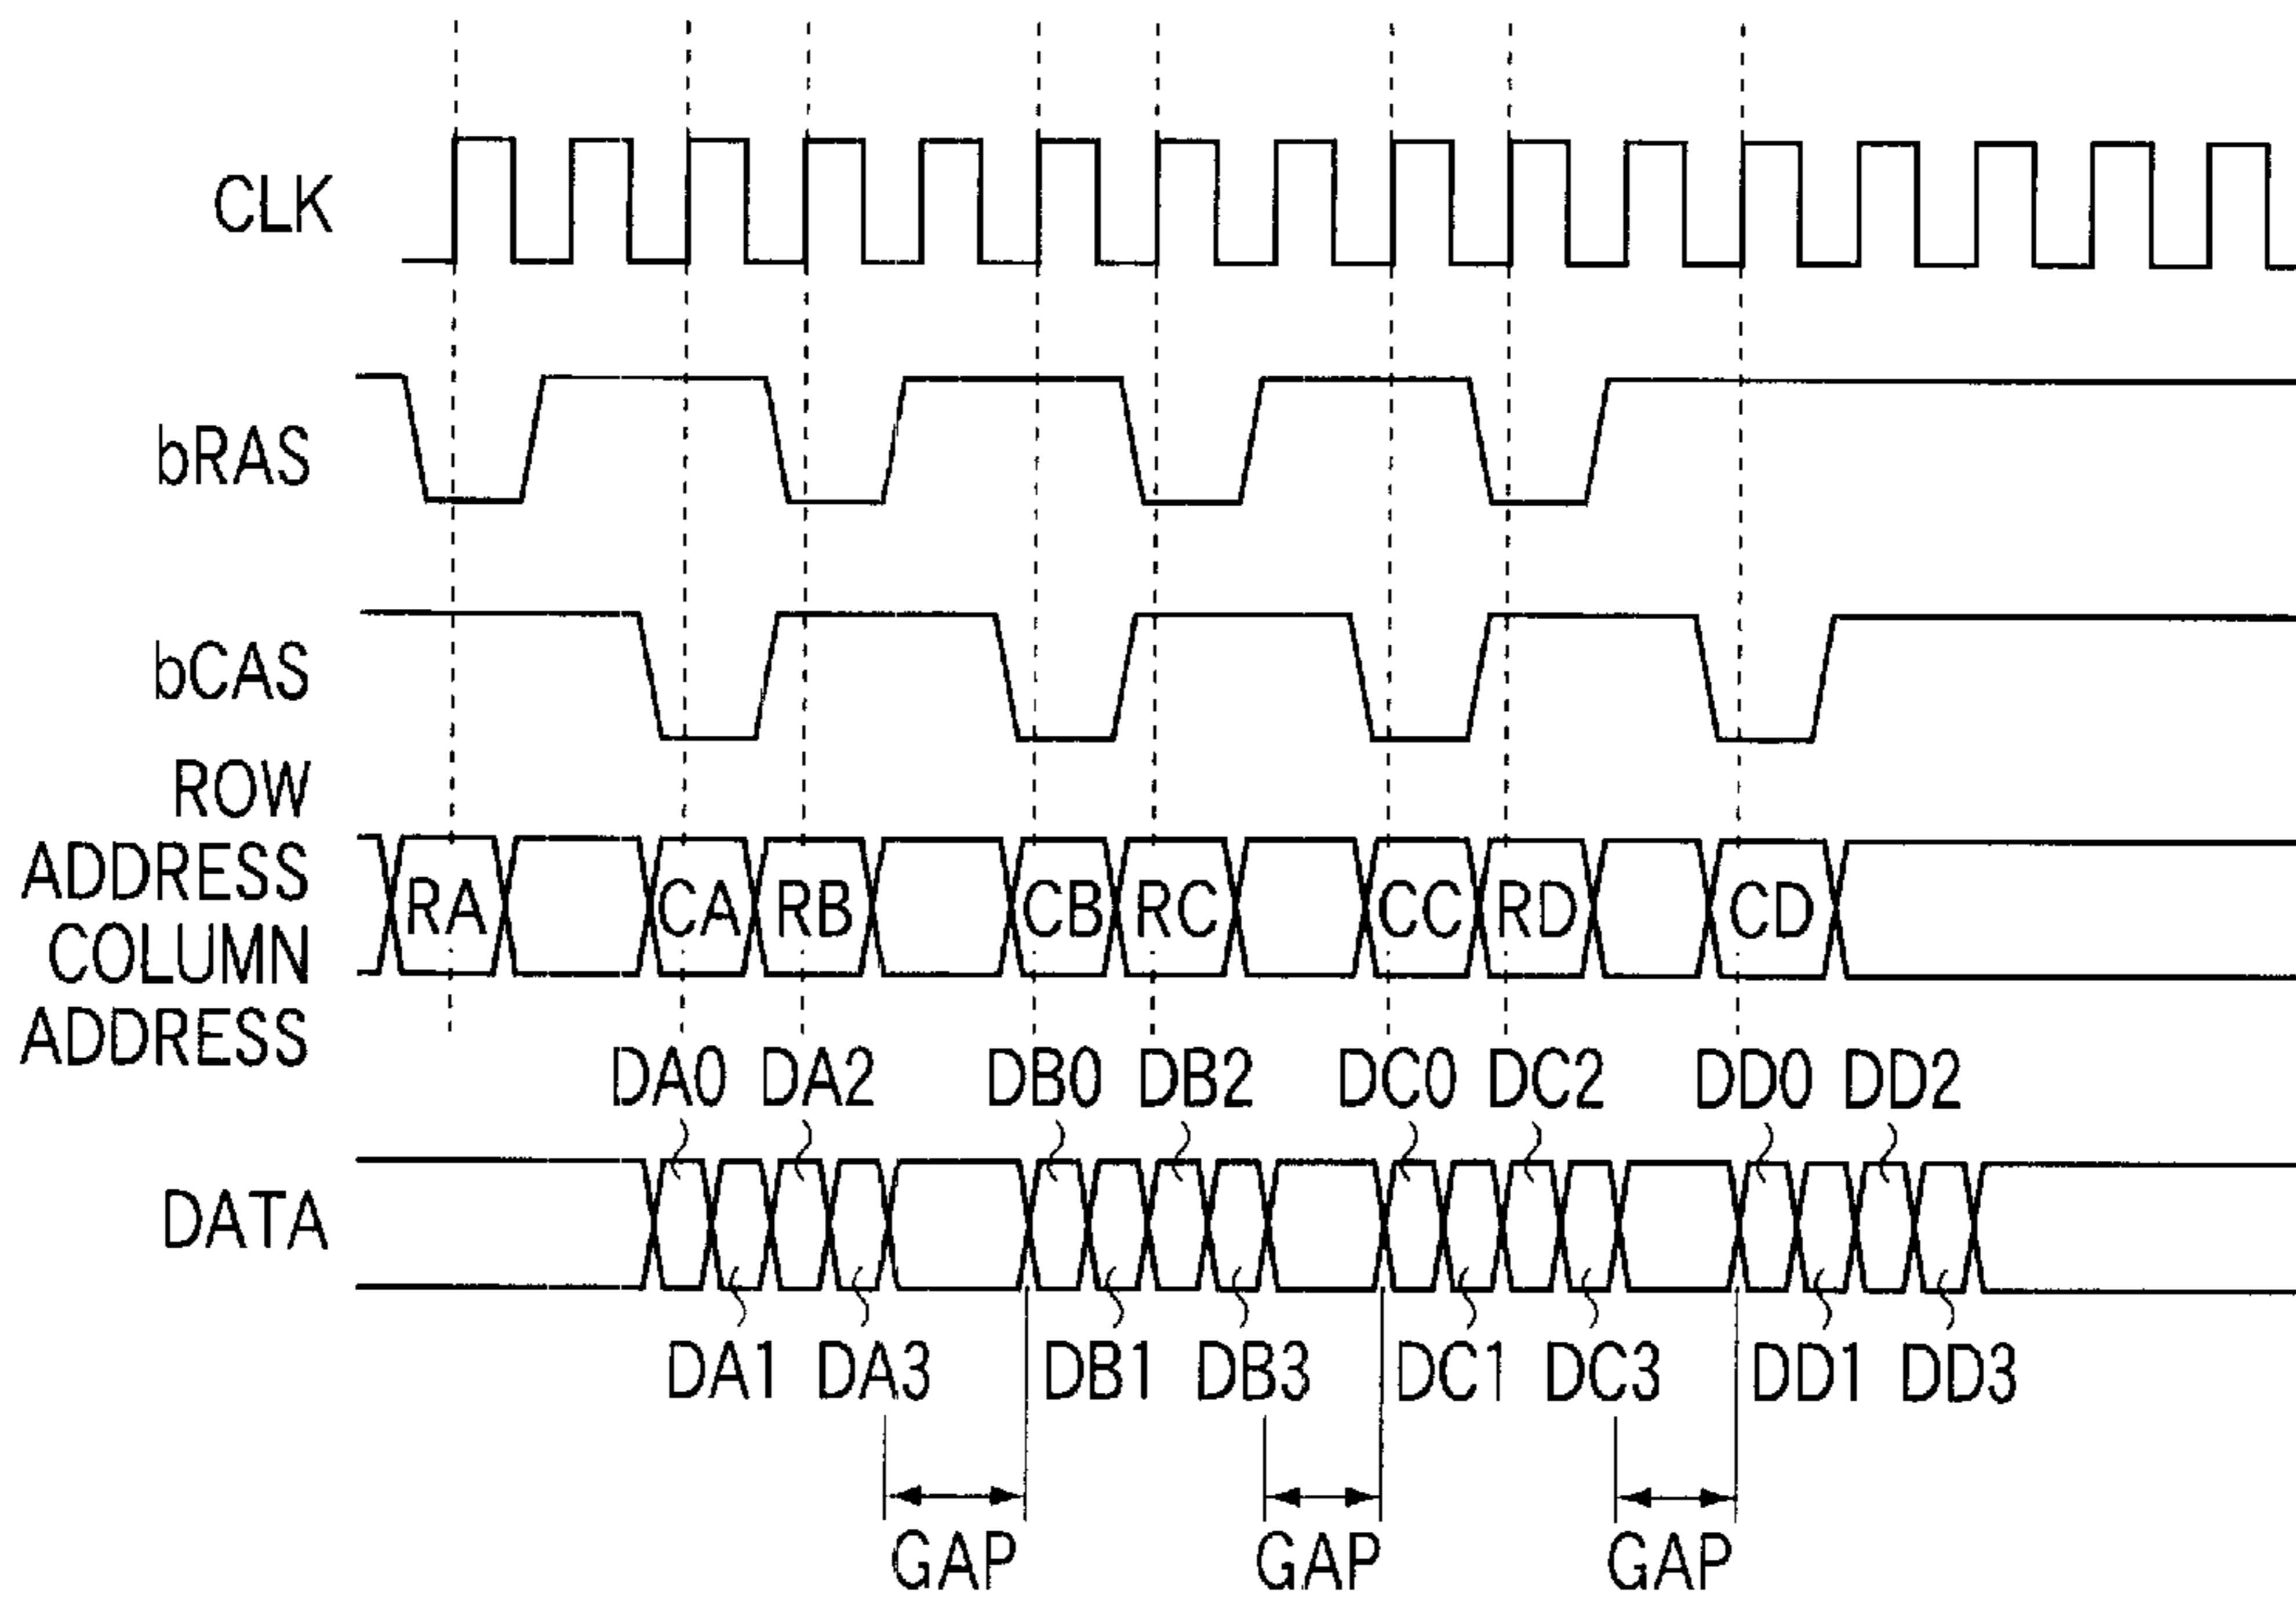 CLK
bRAS
bCAS
ROW
ADDRESS
COLUMN
ADDRESS
RA CA RB CB RC CC RD CD
DA0 DA2 DB0 DB2 DC0 DC2 DD0 DD2
DATA
DA1 DA3 DB1 DB3 DC1 DC3 DD1 DD3
GAP GAP GAP